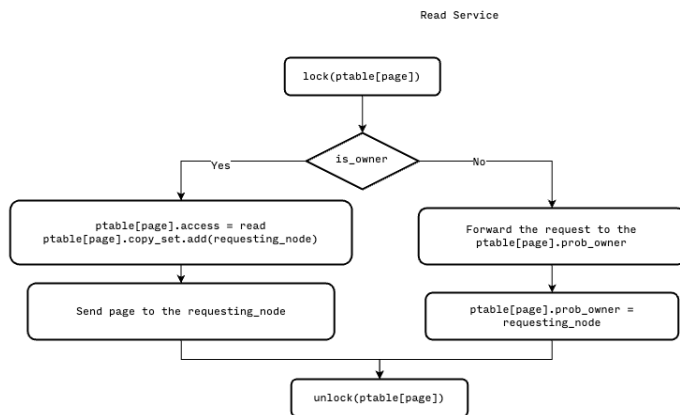 Read Service
lock(ptable[page])
is_owner
Yes
No
ptable[page].access = read
ptable[page].copy_set.add(requesting_node)
Forward the request to the
ptable[page].prob_owner
Send page to the requesting_node
ptable[page].prob_owner =
requesting_node
unlock(ptable[page])